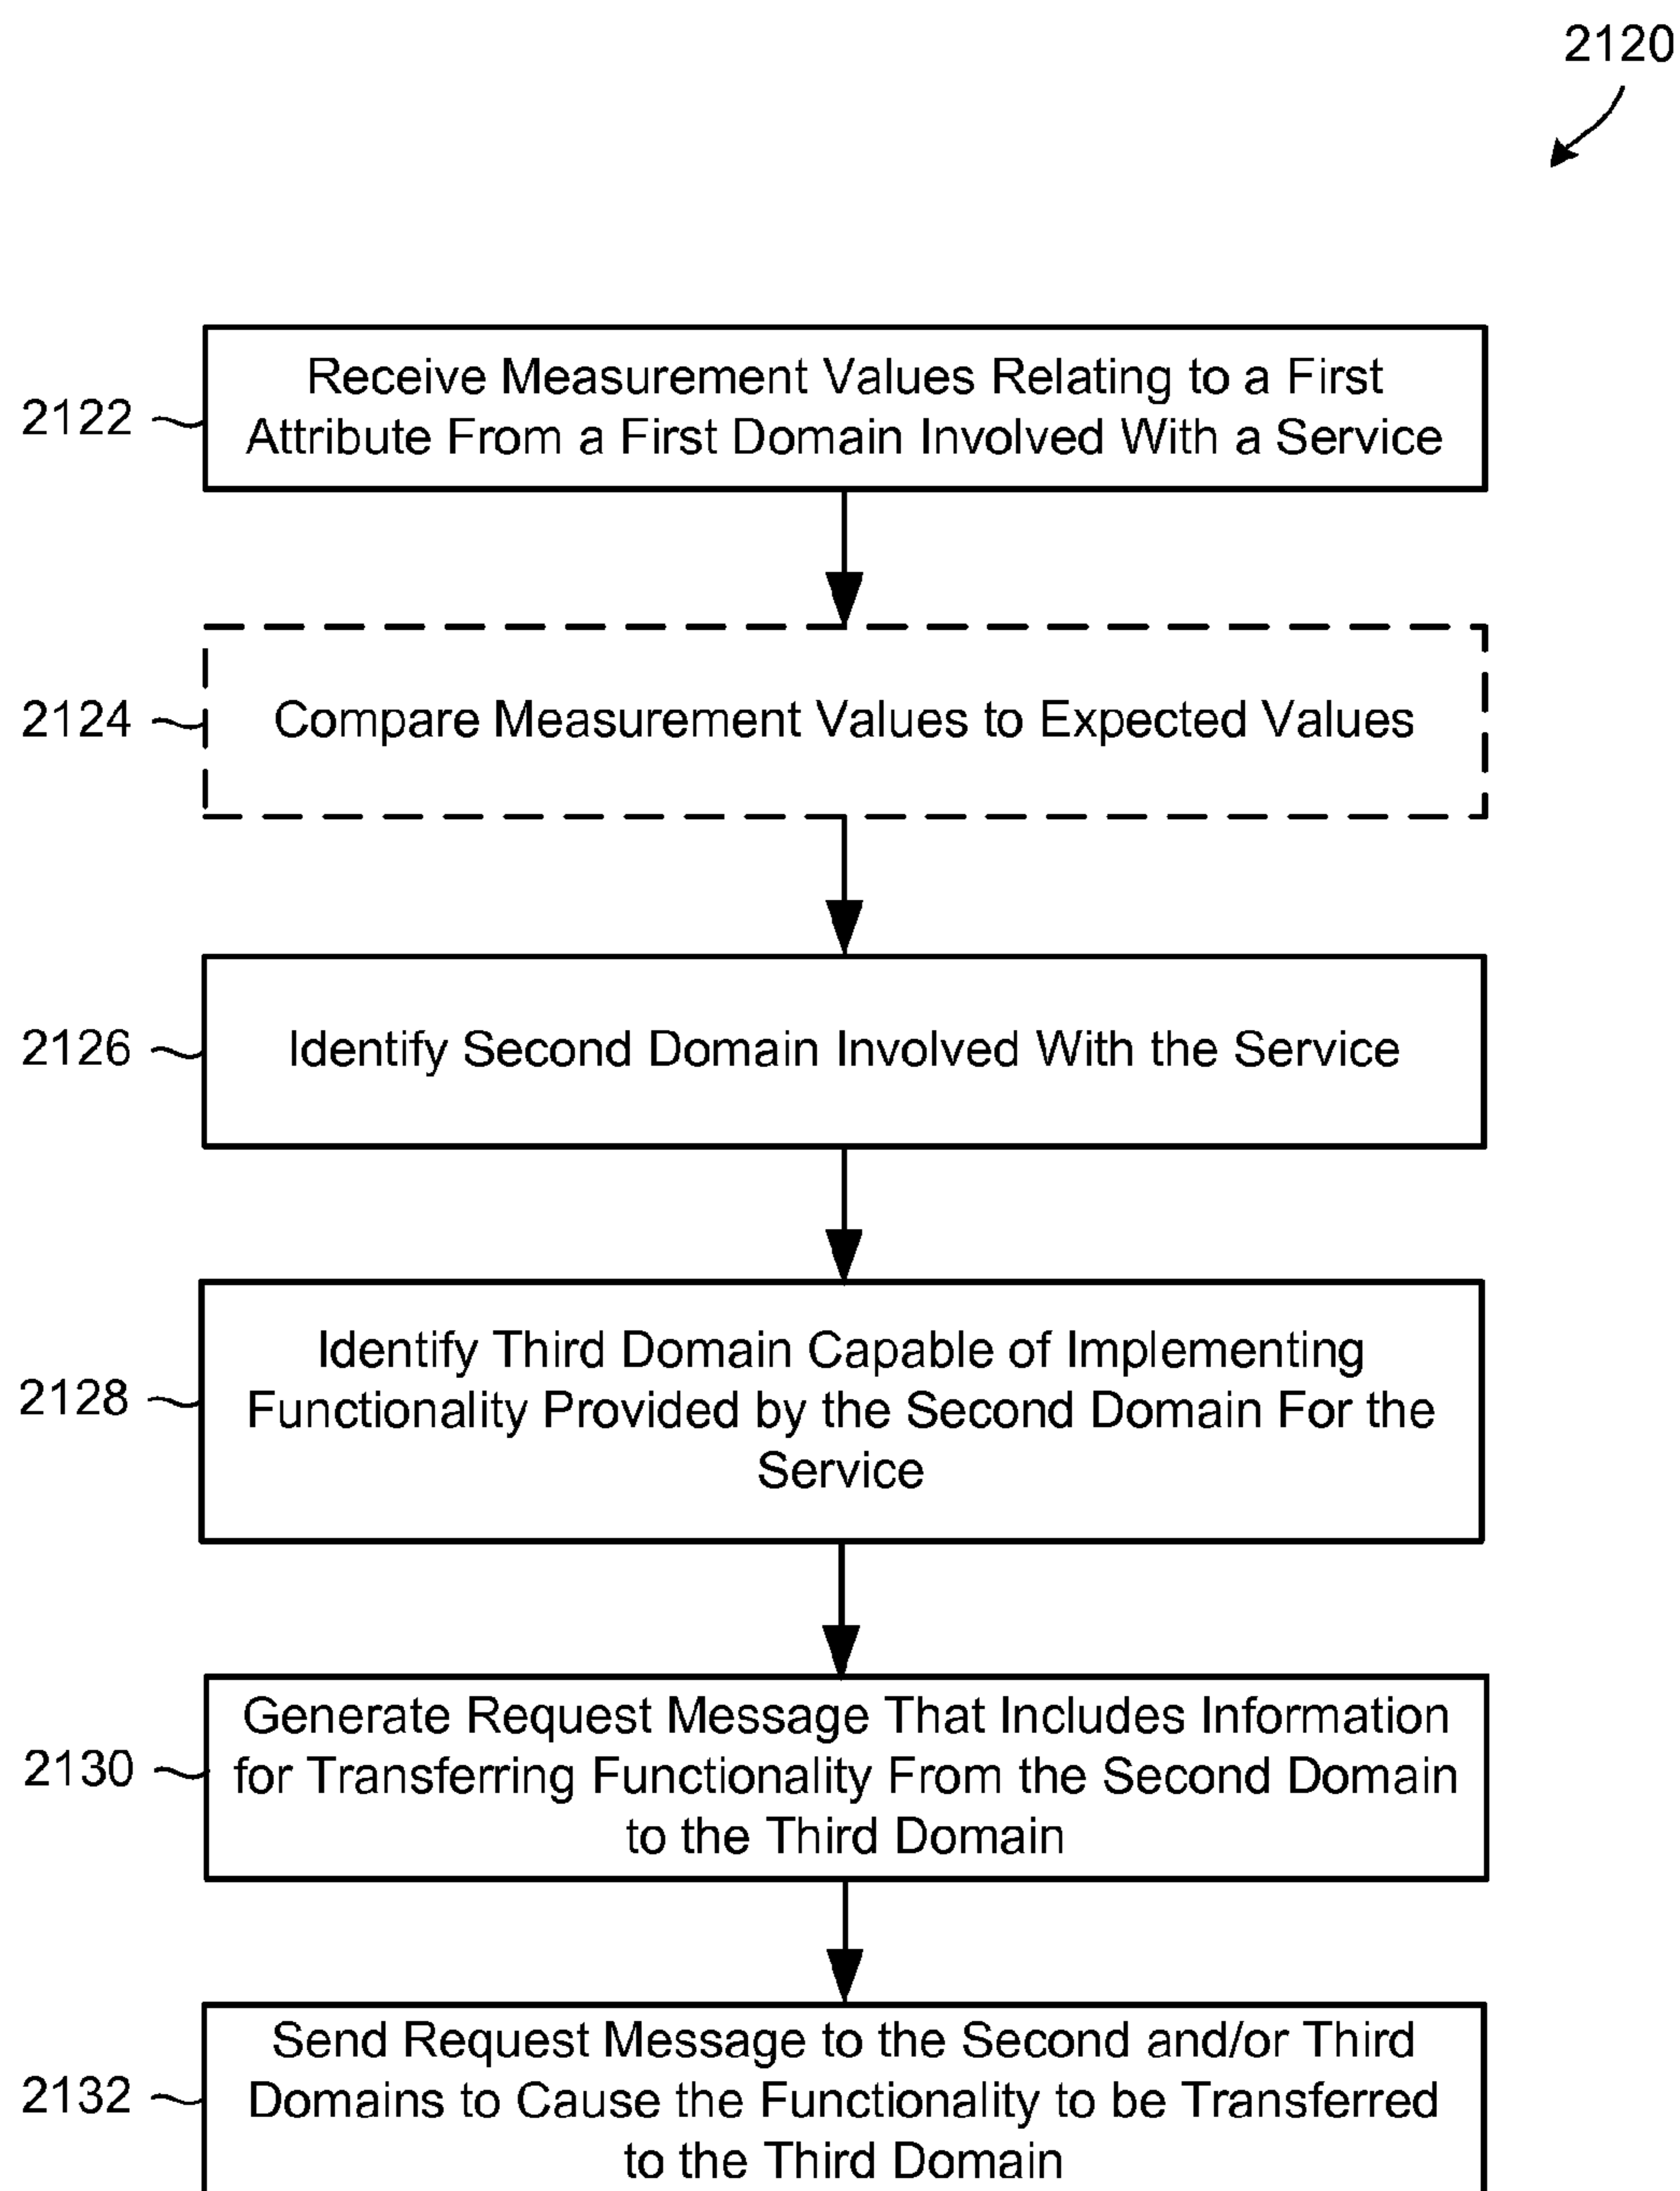 2120
2122
Receive Measurement Values Relating to a First
Attribute From a First Domain Involved With a Service
2124
Compare Measurement Values to Expected Values
2126
Identify Second Domain Involved With the Service
2128
Identify Third Domain Capable of Implementing
Functionality Provided by the Second Domain For the
Service
2130
Generate Request Message That Includes Information
for Transferring Functionality From the Second Domain
to the Third Domain
2132
Send Request Message to the Second and/or Third
Domains to Cause the Functionality to be Transferred
to the Third Domain